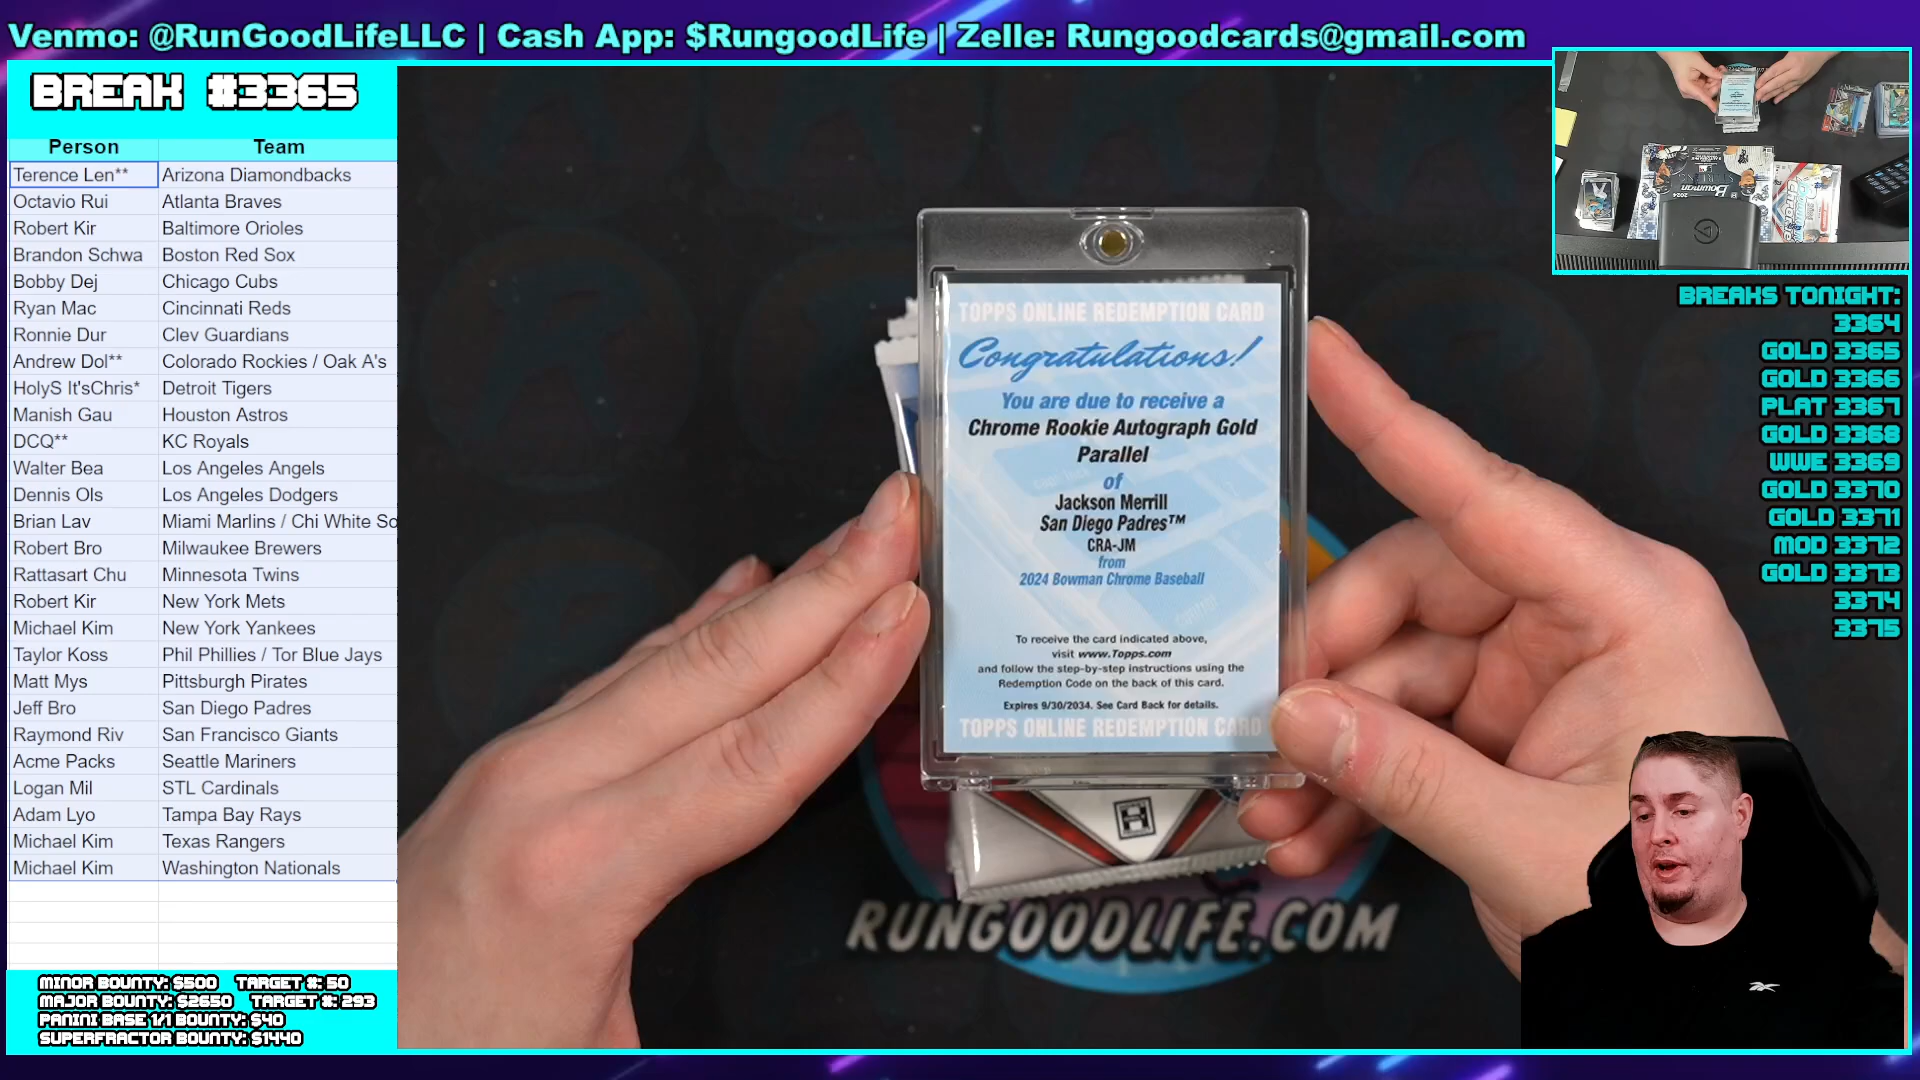 Venmo: @RunGoodLifeLLC | Cash App: $RungoodLife | Zelle: Rungoodcards@gmail.com
BREAK #3365
Person Team
Terence Len** Arizona Diamondbacks
Octavio Rui Atlanta Braves
Robert Kir Baltimore Orioles
Brandon Schwa Boston Red Sox
Bobby Dej Chicago Cubs
Ryan Mac Cincinnati Reds
Ronnie Dur Clev Guardians
Andrew Dol** Colorado Rockies / Oak A's
HolyS It'sChris* Detroit Tigers
Manish Gau Houston Astros
DCQ** KC Royals
Walter Bea Los Angeles Angels
Dennis Ols Los Angeles Dodgers
Brian Lav Miami Marlins / Chi White So
Robert Bro Milwaukee Brewers
Rattasart Chu Minnesota Twins
Robert Kir New York Mets
Michael Kim New York Yankees
Taylor Koss Phil Phillies / Tor Blue Jays
Matt Mys Pittsburgh Pirates
Jeff Bro San Diego Padres
Raymond Riv San Francisco Giants
Acme Packs Seattle Mariners
Logan Mil STL Cardinals
Adam Lyo Tampa Bay Rays
Michael Kim Texas Rangers
Michael Kim Washington Nationals
MINOR BOUNTY: $500 TARGET #: 50
MAJOR BOUNTY: $2650 TARGET #: 293
PANINI BASE 1/1 BOUNTY: $40
SUPERFRACTOR BOUNTY: $1440
TOPPS ONLINE REDEMPTION CARD
Congratulations!
You are due to receive a
Chrome Rookie Autograph Gold
Parallel
of
Jackson Merrill
San Diego Padres™
CRA-JM
from
2024 Bowman Chrome Baseball
To receive the card indicated above,
visit www.Topps.com
and follow the step-by-step instructions using the
Redemption Code on the back of this card.
Expires 9/30/2034. See Card Back for details.
TOPPS ONLINE REDEMPTION CARD
H
RUNGOODLIFE.COM
Bowman
2024
BREAKS TONIGHT:
3364
GOLD 3365
GOLD 3366
PLAT 3367
GOLD 3368
WWE 3369
GOLD 3370
GOLD 3371
MOD 3372
GOLD 3373
3374
3375